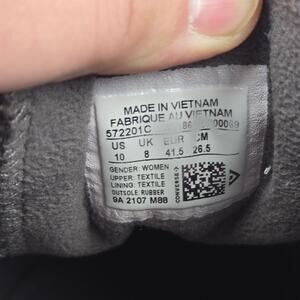 MADE IN VIETNAM
FABRIQUE AU VIETNAM
572201C
US UK EUR CM
10 8 41.5 26.5
GENDER: WOMEN
UPPER: TEXTILE
LINING: TEXTILE
OUTSOLE: RUBBER
9A 2107 M88
CONVERSE